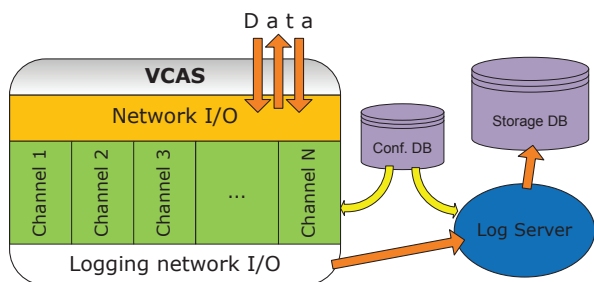 D a t a
VCAS
Network I/O
Channel 1
Channel 2
Channel 3
...
Channel N
Logging network I/O
Conf. DB
Storage DB
Log Server